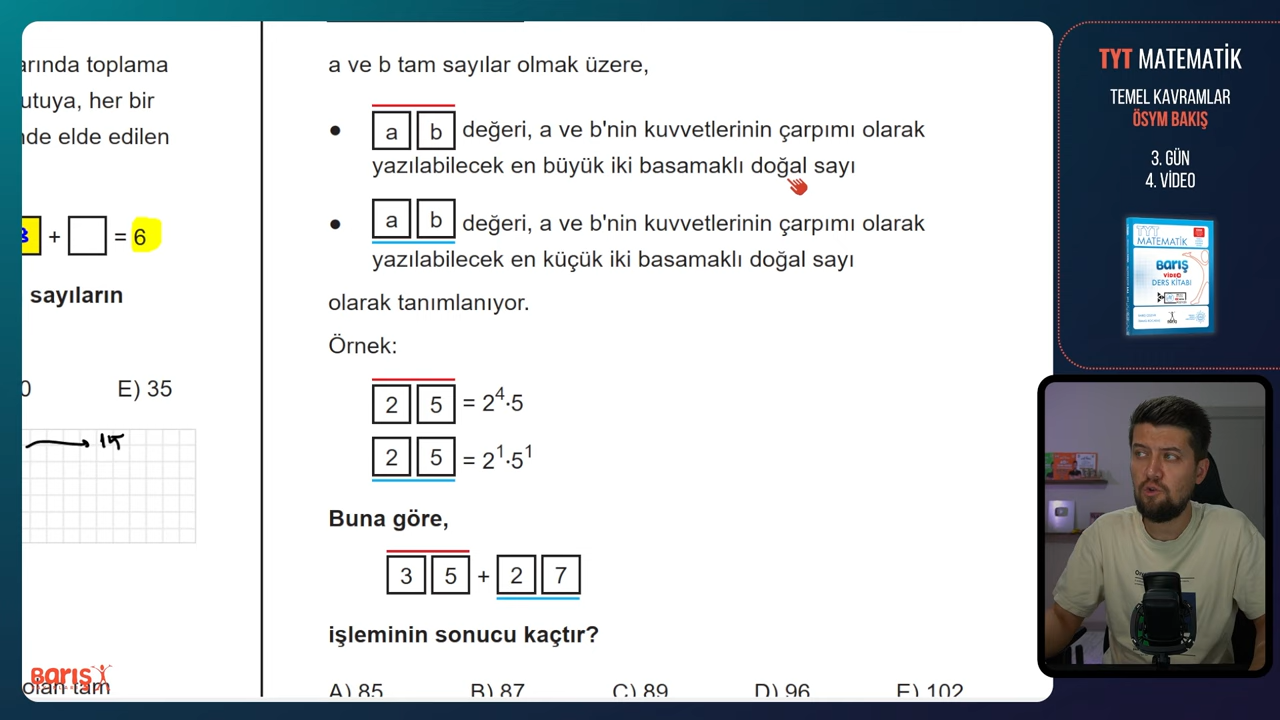 arında toplama
utuya, her bir
nde elde edilen
+ = 6
sayıların
0 E) 35
15
olan tam
BARIŞ
a ve b tam sayılar olmak üzere,
• a b değeri, a ve b'nin kuvvetlerinin çarpımı olarak
yazılabilecek en büyük iki basamaklı doğal sayı
• a b değeri, a ve b'nin kuvvetlerinin çarpımı olarak
yazılabilecek en küçük iki basamaklı doğal sayı
olarak tanımlanıyor.
Örnek:
2 5 = 2⁴·5
2 5 = 2¹·5¹
Buna göre,
3 5 + 2 7
işleminin sonucu kaçtır?
A) 85 B) 87 C) 89 D) 96 E) 102
TYT MATEMATİK
TEMEL KAVRAMLAR
ÖSYM BAKIŞ
3. GÜN
4. VİDEO
TYT
MATEMATİK
BARIŞ
VİDEO
DERS KİTABI